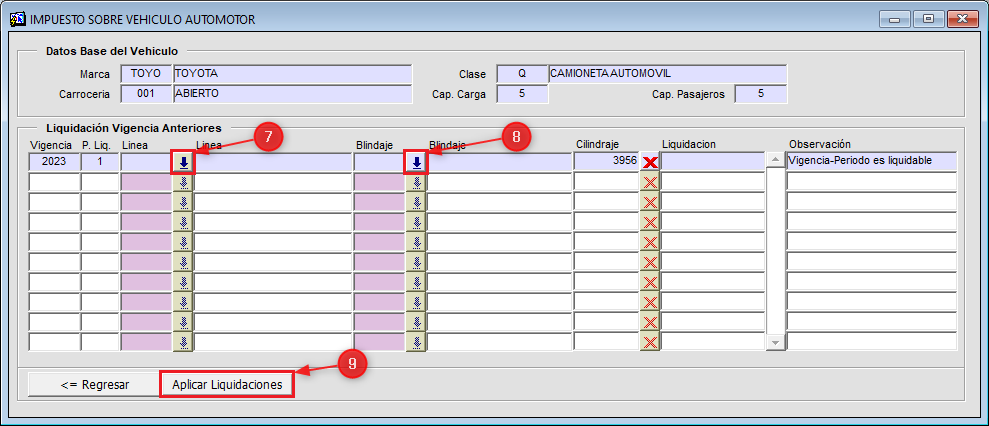 IMPUESTO SOBRE VEHICULO AUTOMOTOR
Datos Base del Vehiculo
Marca TOYO TOYOTA Clase Q CAMIONETA AUTOMOVIL
Carroceria 001 ABIERTO Cap. Carga 5 Cap. Pasajeros 5
Liquidación Vigencia Anteriores 7 8
Vigencia P. Liq. Linea Linea Blindaje Blindaje Cilindraje Liquidacion Observación
2023 1 3956 Vigencia-Periodo es liquidable
9
<= Regresar Aplicar Liquidaciones